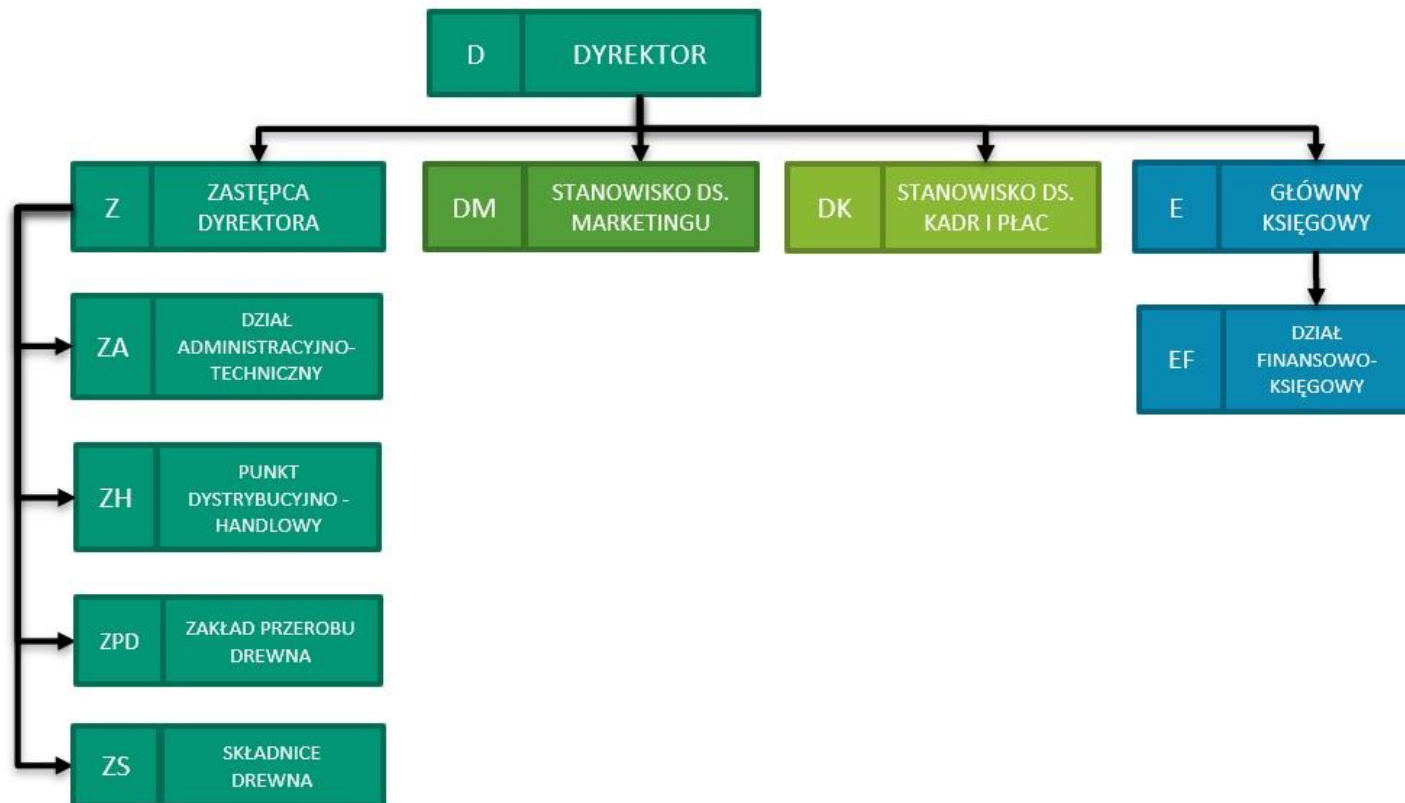 D
DYREKTOR
Z
ZASTĘPCA
DYREKTORA
DM
STANOWISKO DS.
MARKETINGU
DK
STANOWISKO DS.
KADR I PŁAC
E
GŁÓWNY
KSIĘGOWY
ZA
DZIAŁ
ADMINISTRACYJNO-
TECHNICZNY
EF
DZIAŁ
FINANSOWO-
KSIĘGOWY
ZH
PUNKT
DYSTRYBUCYJNO -
HANDLOWY
ZPD
ZAKŁAD PRZEROBU
DREWNA
ZS
SKŁADNICE
DREWNA